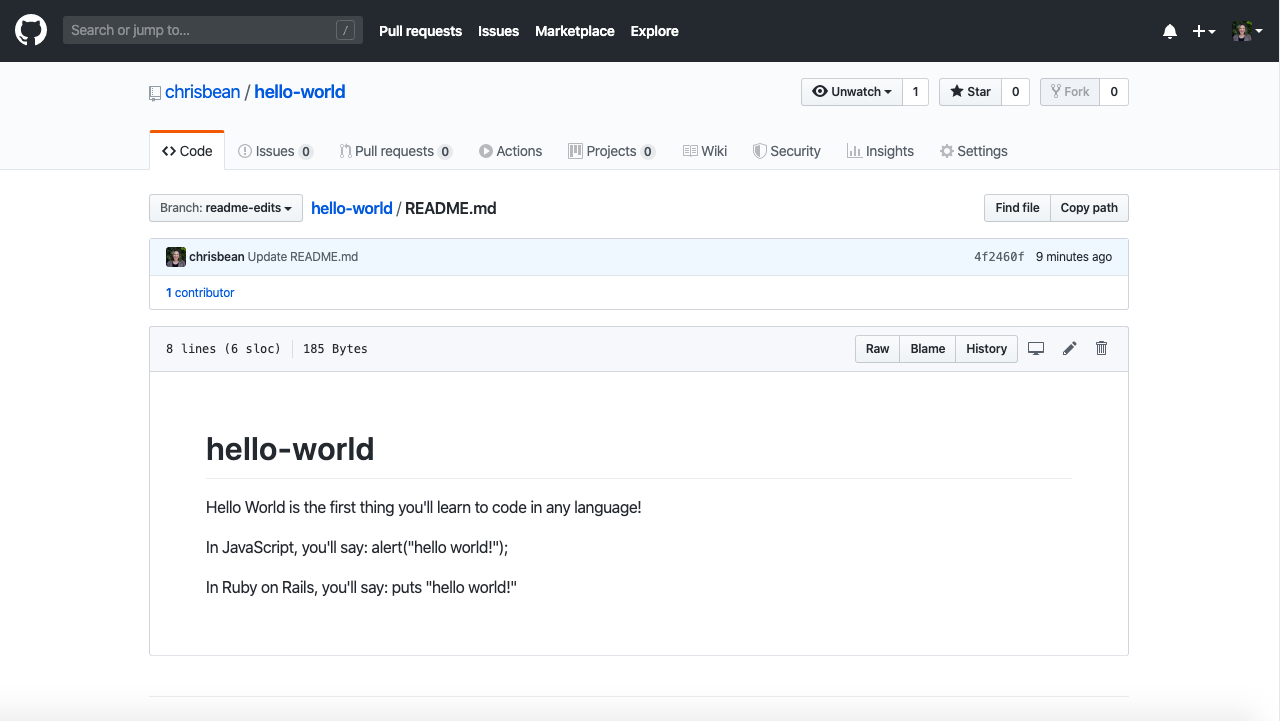 Search or jump to... /
Pull requests Issues Marketplace Explore
chrisbean / hello-world
Unwatch 1 Star 0 Fork 0
Code Issues 0 Pull requests 0 Actions Projects 0 Wiki Security Insights Settings
Branch: readme-edits hello-world / README.md Find file Copy path
chrisbean Update README.md 4f2460f 9 minutes ago
1 contributor
8 lines (6 sloc) 185 Bytes Raw Blame History
hello-world
Hello World is the first thing you'll learn to code in any language!
In JavaScript, you'll say: alert("hello world!");
In Ruby on Rails, you'll say: puts "hello world!"